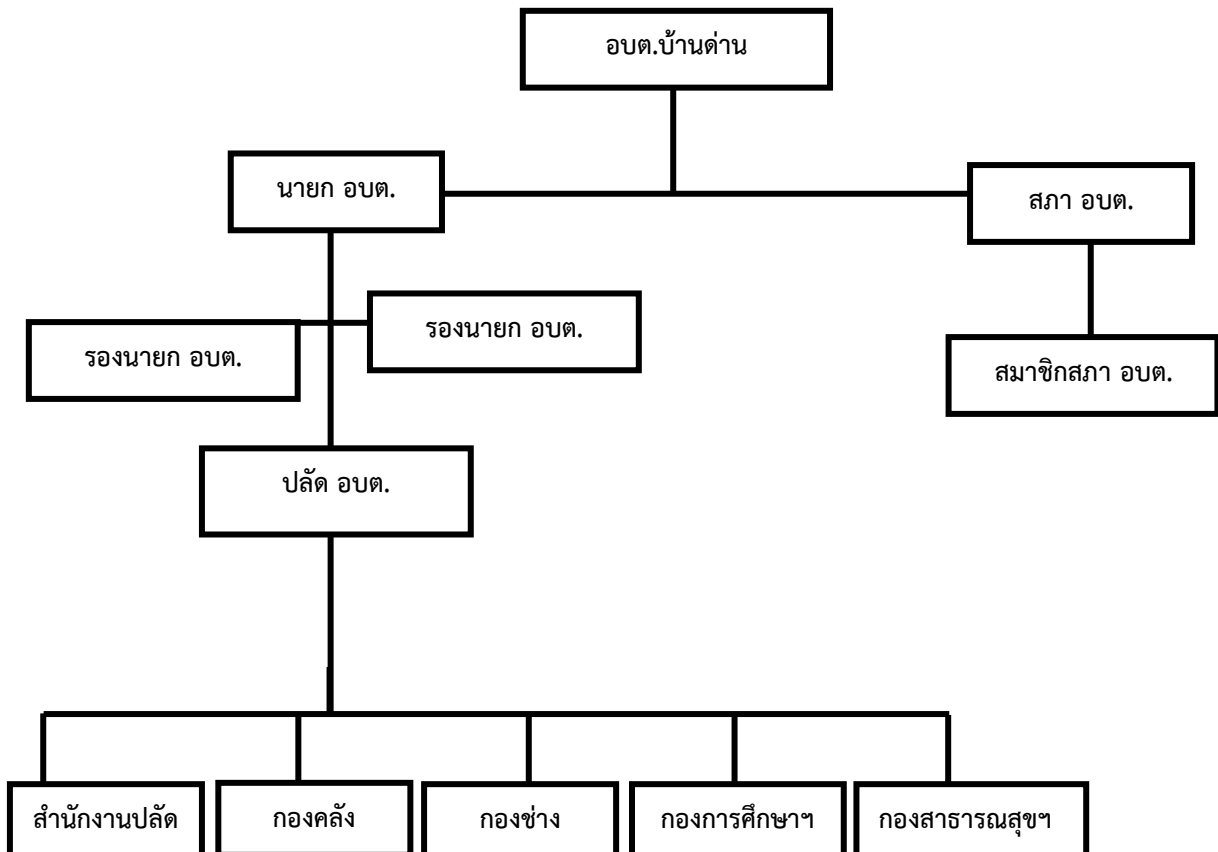 อบต.บ้านด่าน
นายก อบต.
สภา อบต.
รองนายก อบต.
รองนายก อบต.
สมาชิกสภา อบต.
ปลัด อบต.
สำนักงานปลัด
กองคลัง
กองช่าง
กองการศึกษาฯ
กองสาธารณสุขฯ